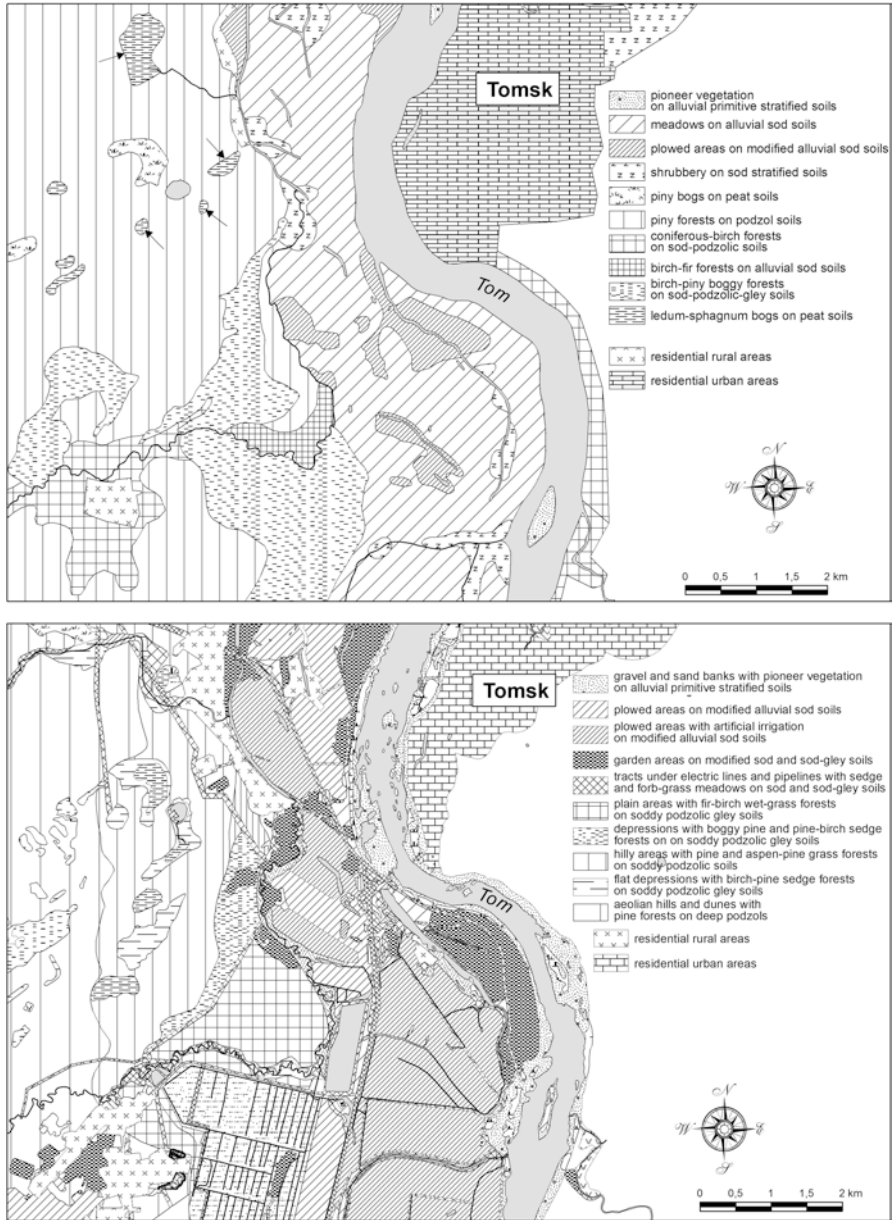 Tomsk
pioneer vegetation
on alluvial primitive stratified soils
meadows on alluvial sod soils
plowed areas on modified alluvial sod soils
shrubbery on sod stratified soils
piny bogs on peat soils
piny forests on podzol soils
coniferous-birch forests
on sod-podzolic soils
birch-fir forests on alluvial sod soils
birch-piny boggy forests
on sod-podzolic-gley soils
ledum-sphagnum bogs on peat soils
residential rural areas
residential urban areas
Tom
N
W E
S
0 0,5 1 1,5 2 km
Tomsk
gravel and sand banks with pioneer vegetation
on alluvial primitive stratified soils
plowed areas on modified alluvial sod soils
plowed areas with artificial irrigation
on modified alluvial sod soils
garden areas on modified sod and sod-gley soils
tracts under electric lines and pipelines with sedge
and forb-grass meadows on sod and sod-gley soils
plain areas with fir-birch wet-grass forests
on soddy podzolic gley soils
depressions with boggy pine and pine-birch sedge
forests on on soddy podzolic gley soils
hilly areas with pine and aspen-pine grass forests
on soddy podzolic soils
flat depressions with birch-pine sedge forests
on soddy podzolic gley soils
aeolian hills and dunes with
pine forests on deep podzols
residential rural areas
residential urban areas
Tom
N
W E
S
0 0,5 1 1,5 2 km